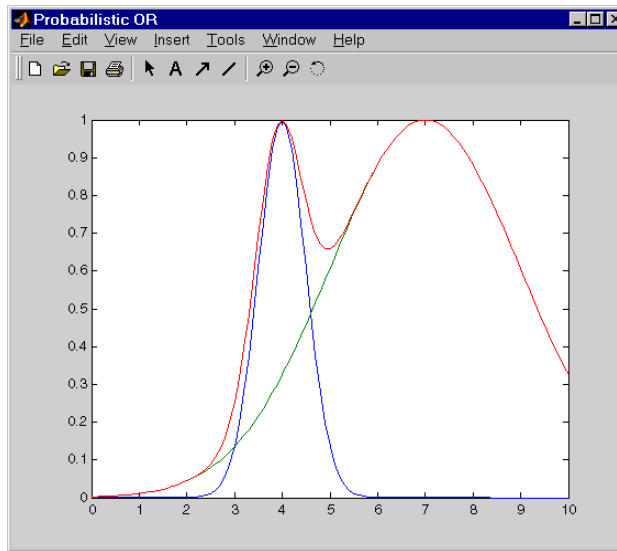 Probabilistic OR
File Edit View Insert Tools Window Help
A
1
0.9
0.8
0.7
0.6
0.5
0.4
0.3
0.2
0.1
0
0 1 2 3 4 5 6 7 8 9 10